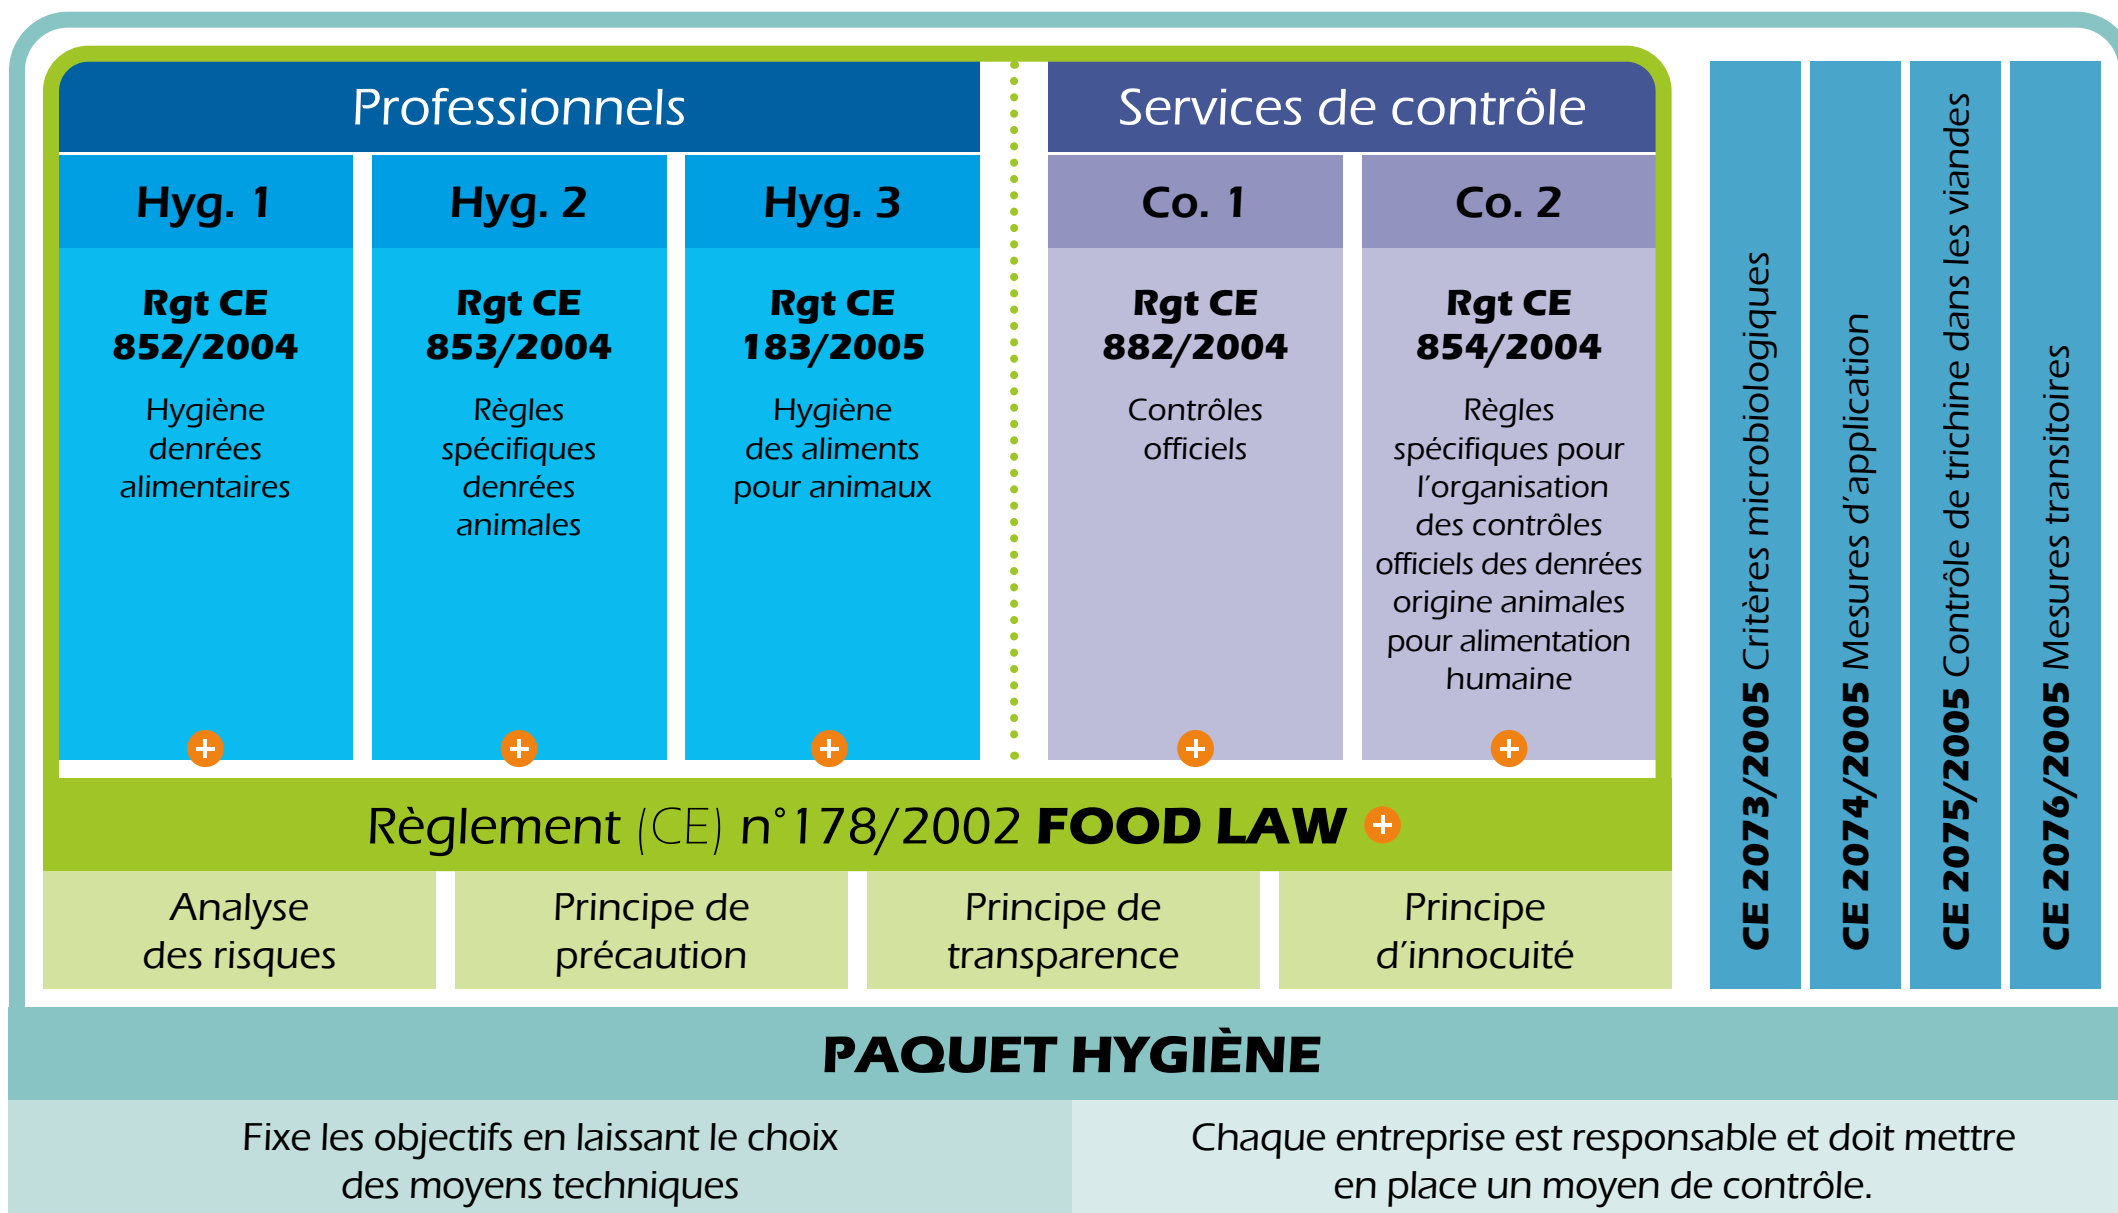 Professionnels
Hyg. 1
Rgt CE
852/2004
Hygiène
denrées
alimentaires
Hyg. 2
Rgt CE
853/2004
Règles
spécifiques
denrées
animales
Hyg. 3
Rgt CE
183/2005
Hygiène
des aliments
pour animaux
Services de contrôle
Co. 1
Rgt CE
882/2004
Contrôles
officiels
Co. 2
Rgt CE
854/2004
Règles
spécifiques pour
l'organisation
des contrôles
officiels des denrées
origine animales
pour alimentation
humaine
Règlement (CE) n°178/2002 FOOD LAW
Analyse
des risques
Principe de
précaution
Principe de
transparence
Principe
d'innocuité
CE 2073/2005 Critères microbiologiques
CE 2074/2005 Mesures d'application
CE 2075/2005 Contrôle de trichine dans les viandes
CE 2076/2005 Mesures transitoires
PAQUET HYGIÈNE
Fixe les objectifs en laissant le choix
des moyens techniques
Chaque entreprise est responsable et doit mettre
en place un moyen de contrôle.